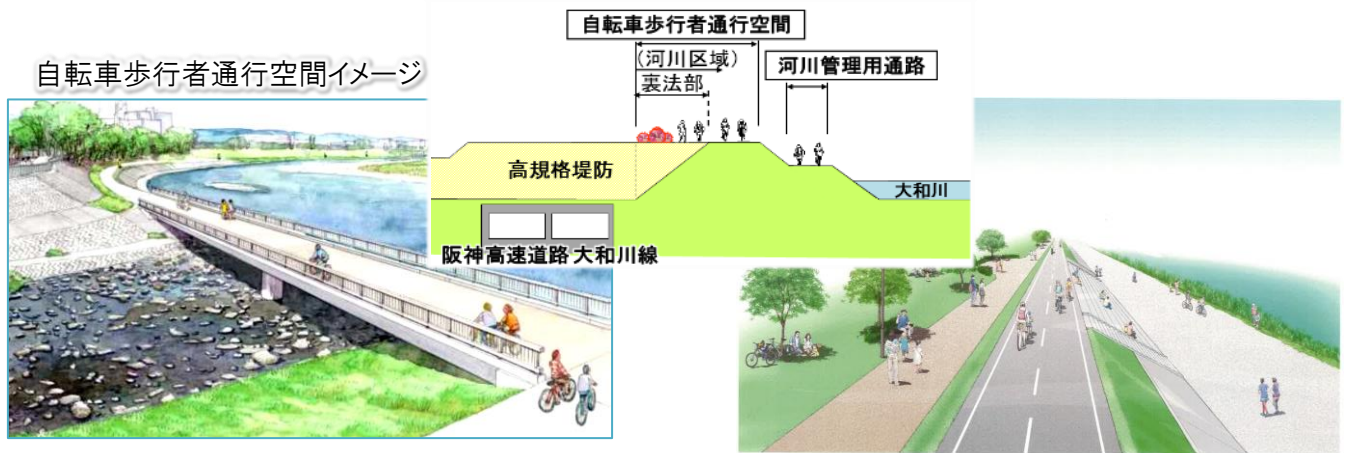 自転車歩行者通行空間イメージ
自転車歩行者通行空間
(河川区域)
裏法部
河川管理用通路
高規格堤防
大和川
阪神高速道路 大和川線